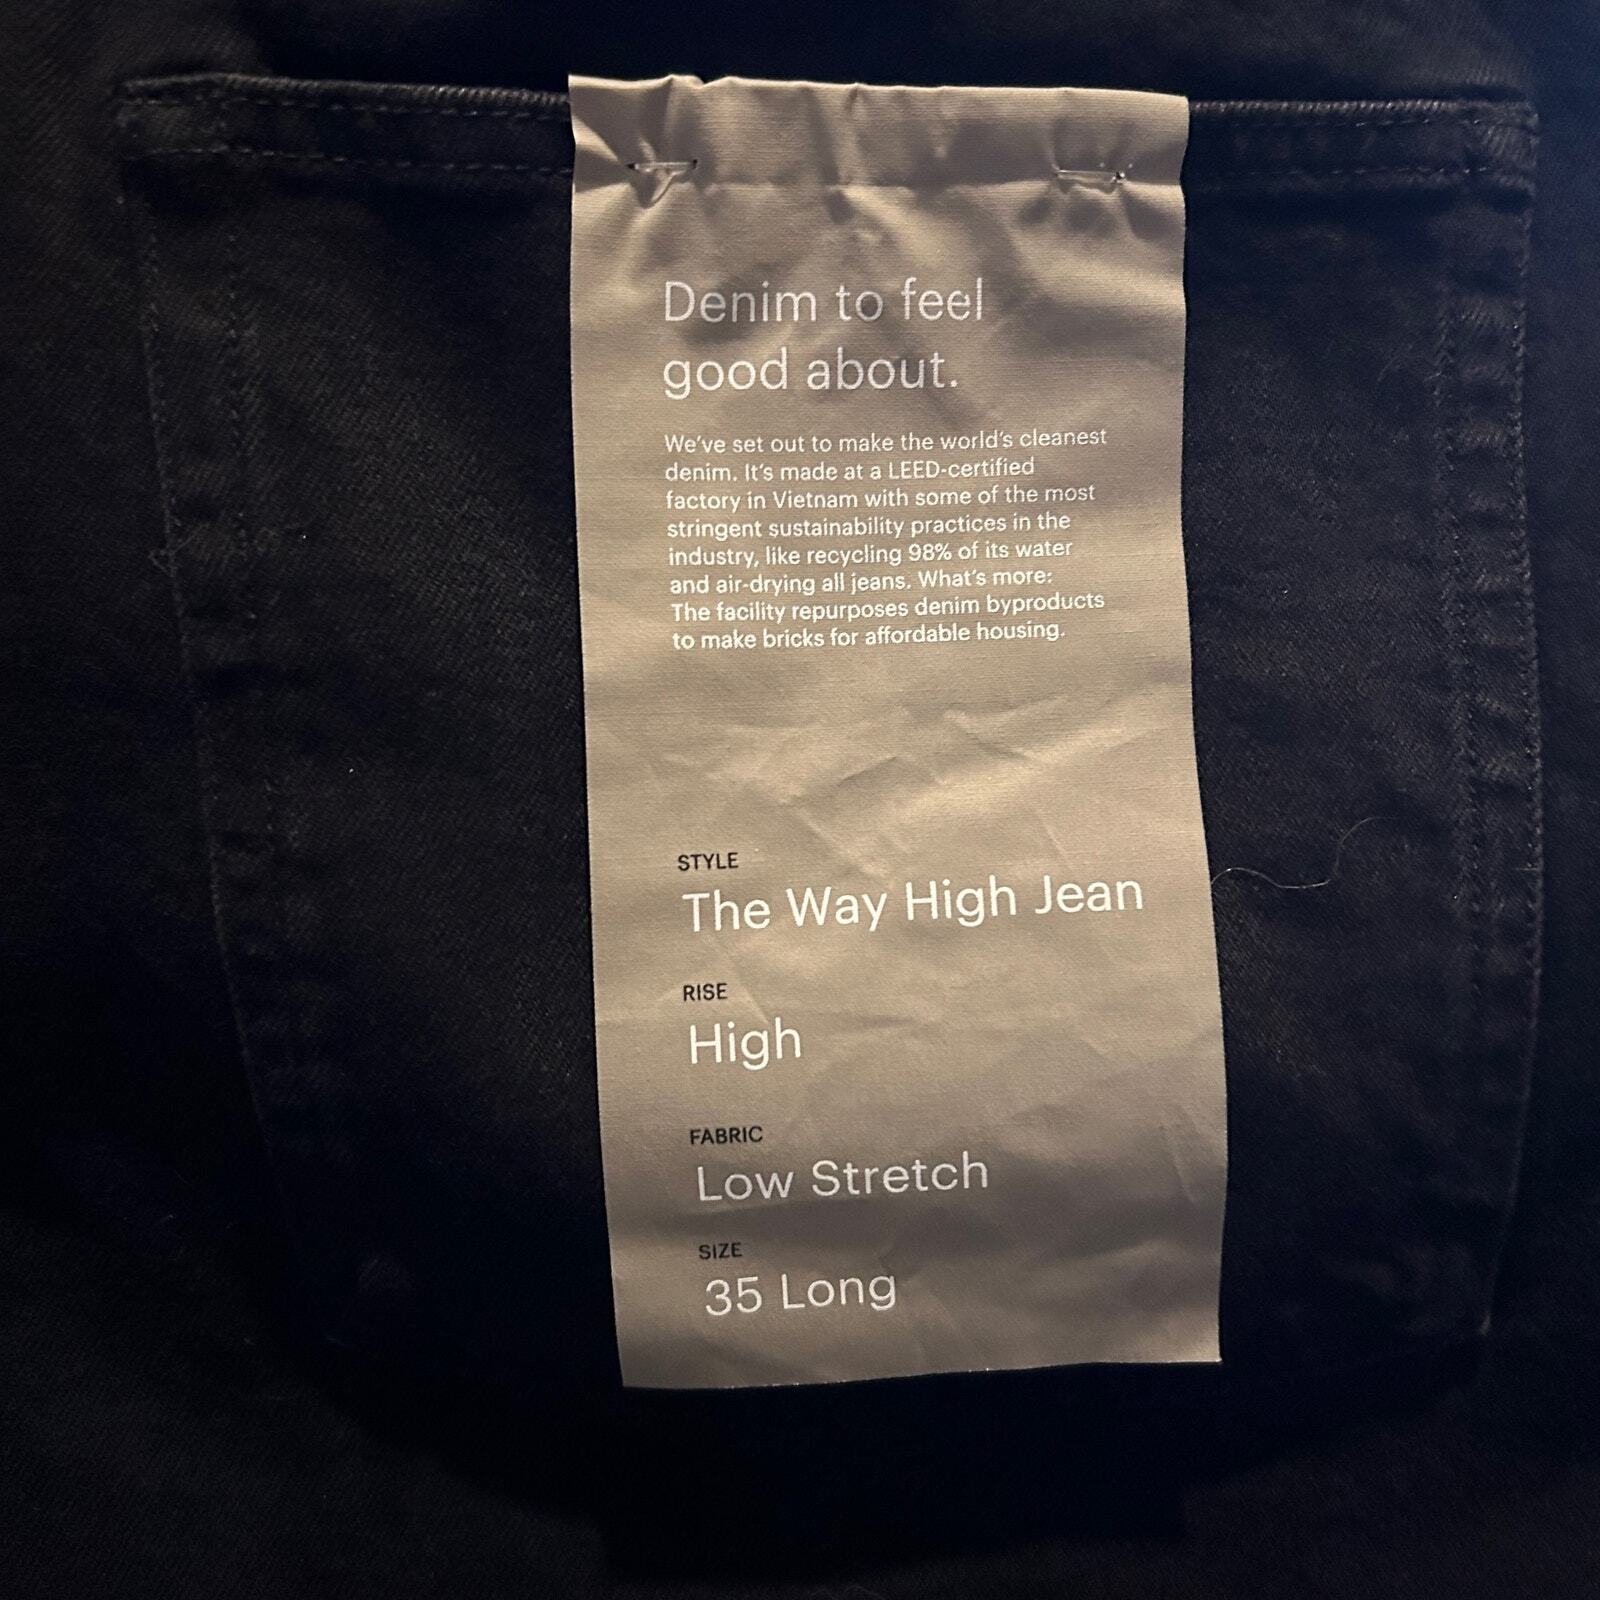 Denim to feel
good about.
We've set out to make the world's cleanest
denim. It's made at a LEED-certified
factory in Vietnam with some of the most
stringent sustainability practices in the
industry, like recycling 98% of its water
and air-drying all jeans. What's more:
The facility repurposes denim byproducts
to make bricks for affordable housing.
STYLE
The Way High Jean
RISE
High
FABRIC
Low Stretch
SIZE
35 Long